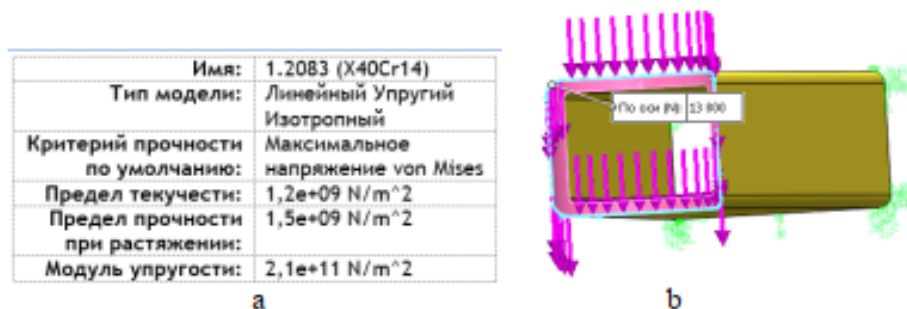 Имя: 1.2083 (X40Cr14)
Тип модели: Линейный Упругий
Изотропный
Критерий прочности Максимальное
по умолчанию: напряжение von Mises
Предел текучести: 1,2e+09 N/m^2
Предел прочности 1,5e+09 N/m^2
при растяжении:
Модуль упругости: 2,1e+11 N/m^2
По оси (N): 13 800
a
b